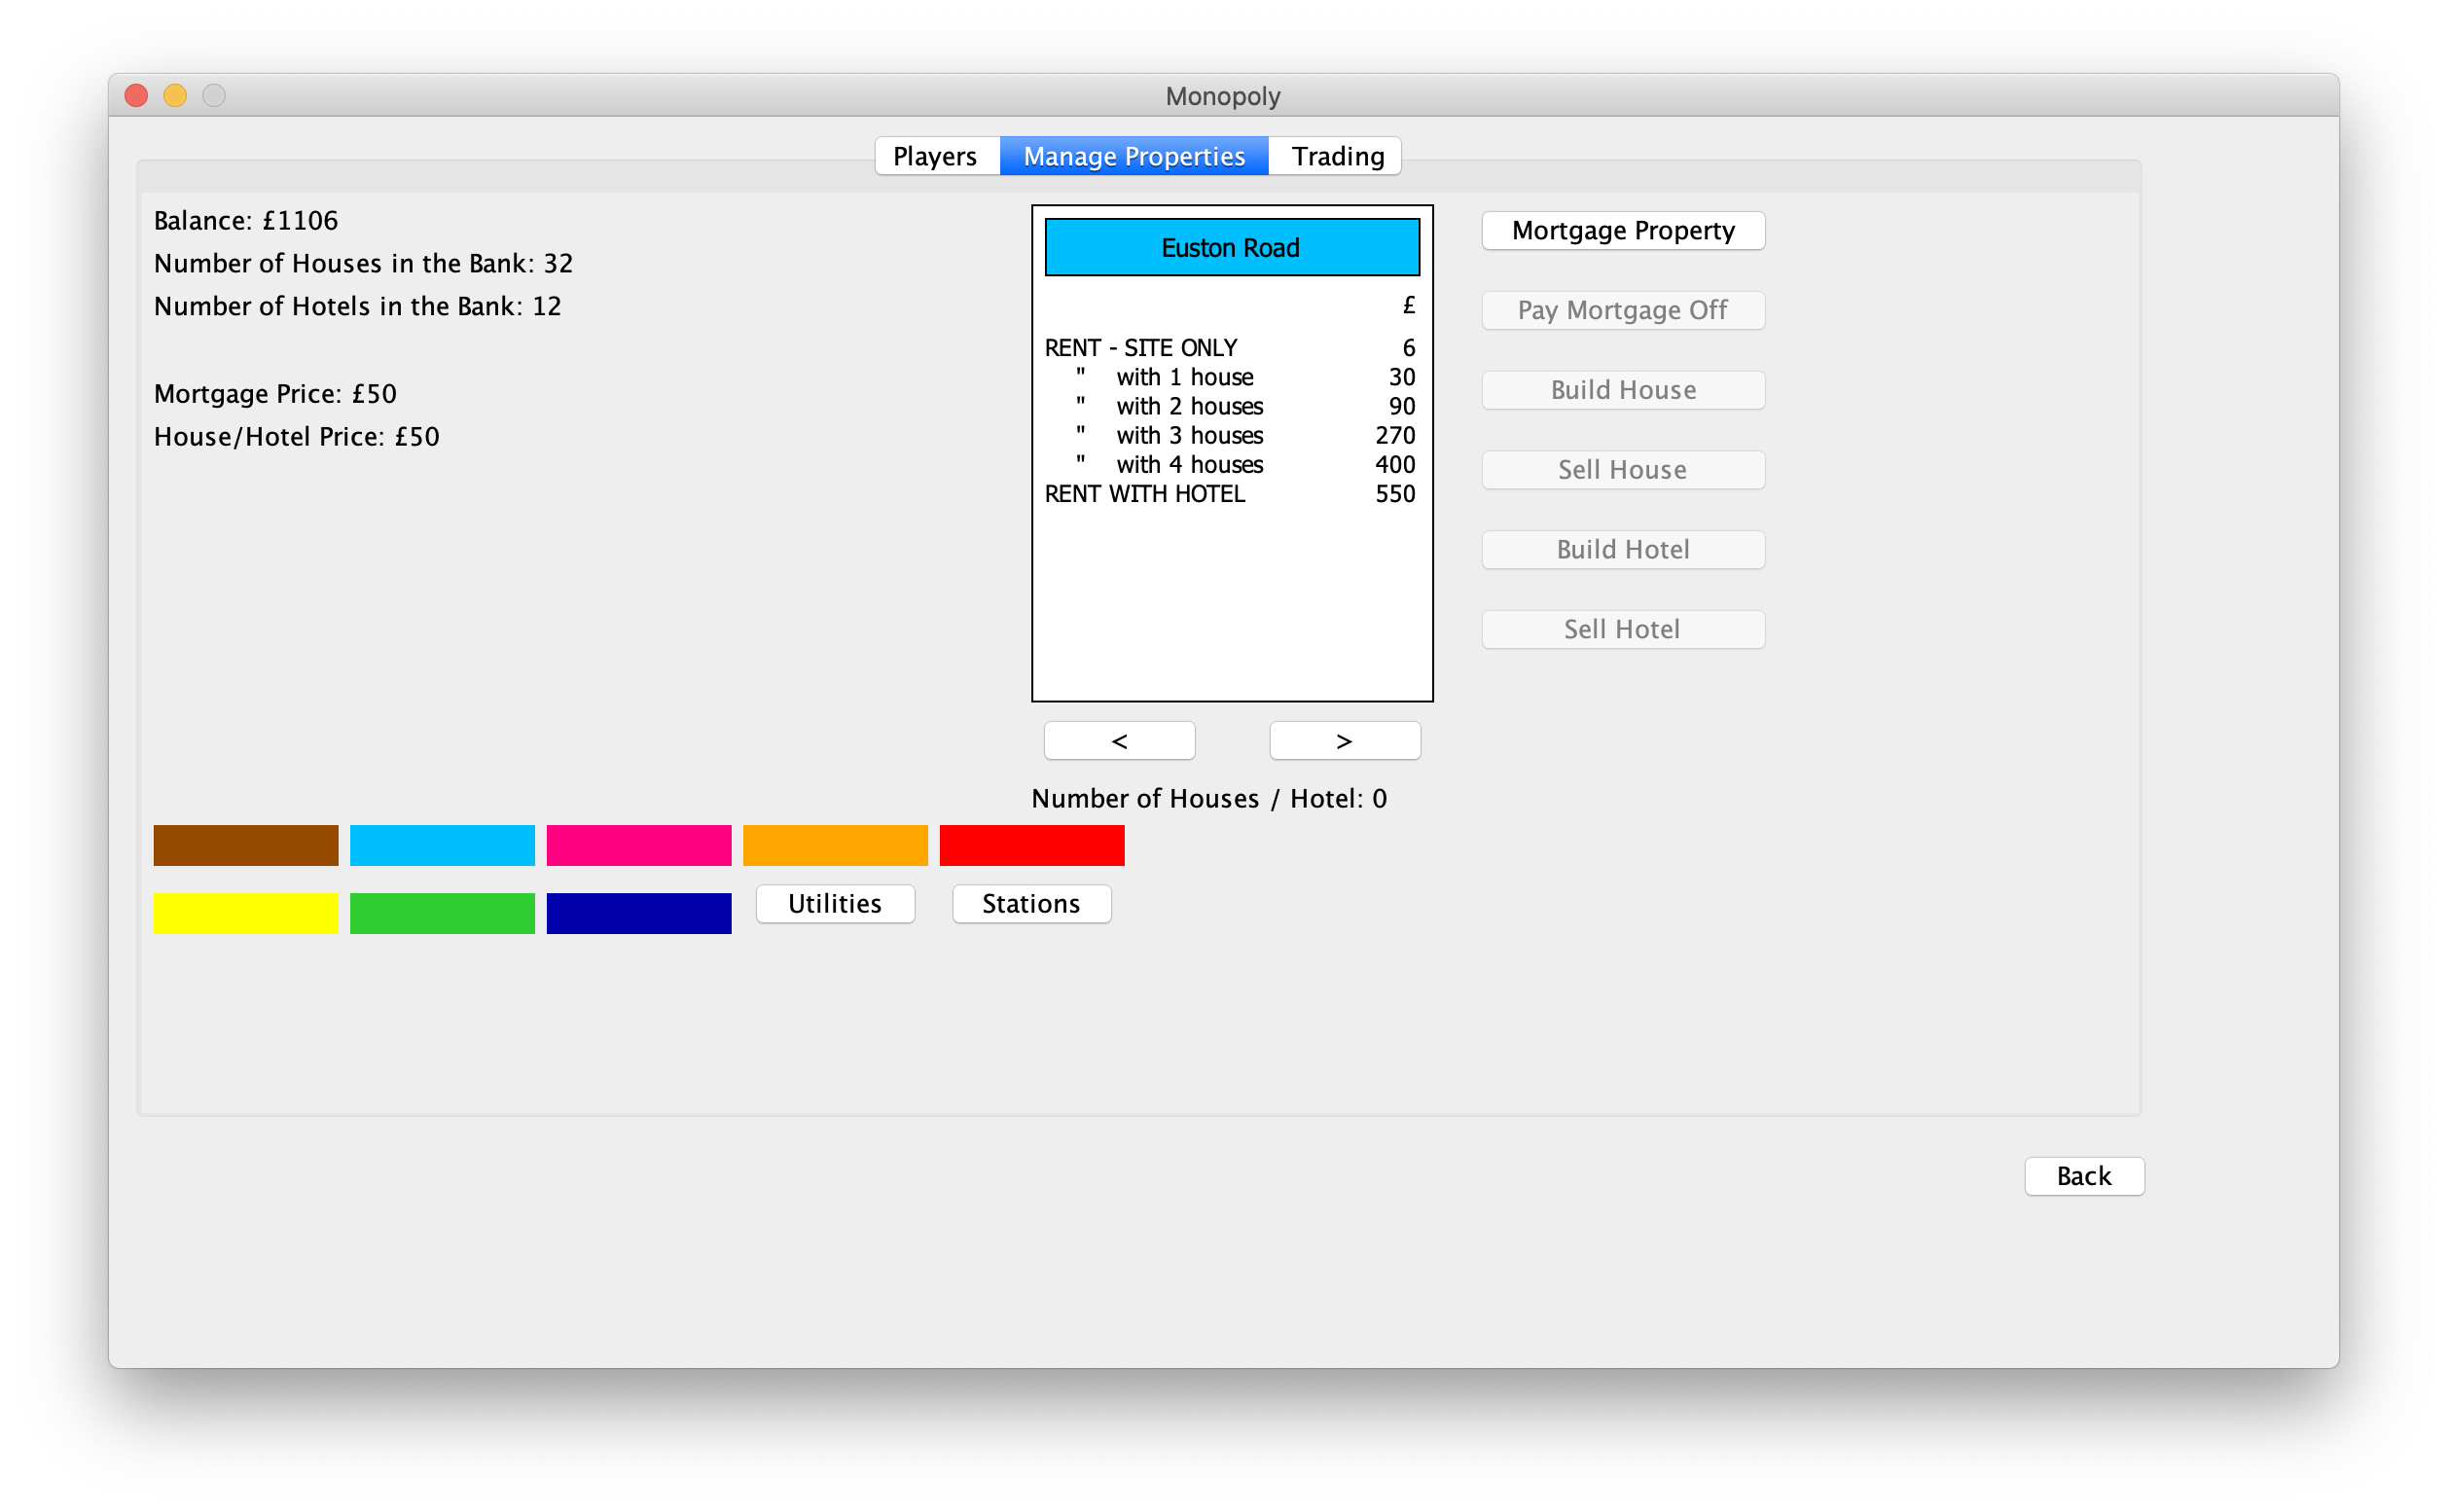 Monopoly
Players Manage Properties Trading
Balance: £1106
Number of Houses in the Bank: 32
Number of Hotels in the Bank: 12
Mortgage Price: £50
House/Hotel Price: £50
Euston Road
£
RENT - SITE ONLY 6
" with 1 house 30
" with 2 houses 90
" with 3 houses 270
" with 4 houses 400
RENT WITH HOTEL 550
< >
Number of Houses / Hotel: 0
Mortgage Property
Pay Mortgage Off
Build House
Sell House
Build Hotel
Sell Hotel
Utilities Stations
Back